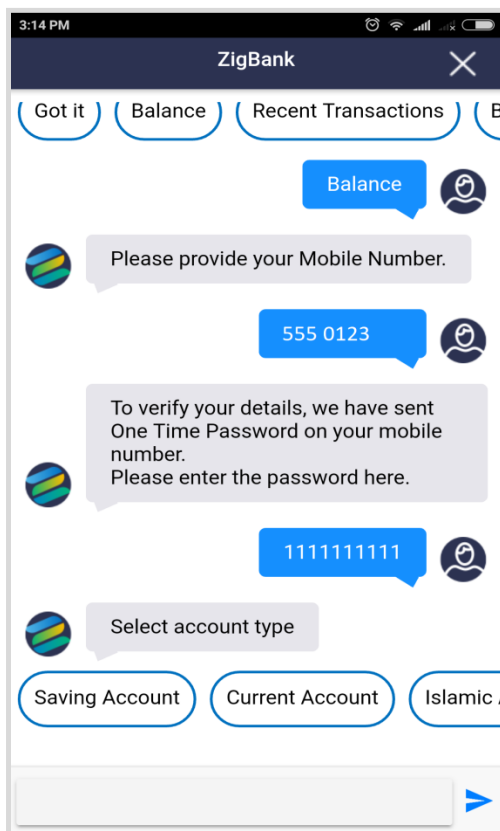 3:14 PM
ZigBank
Got it
Balance
Recent Transactions
B
Balance
Please provide your Mobile Number.
555 0123
To verify your details, we have sent
One Time Password on your mobile
number.
Please enter the password here.
1111111111
Select account type
Saving Account
Current Account
Islamic